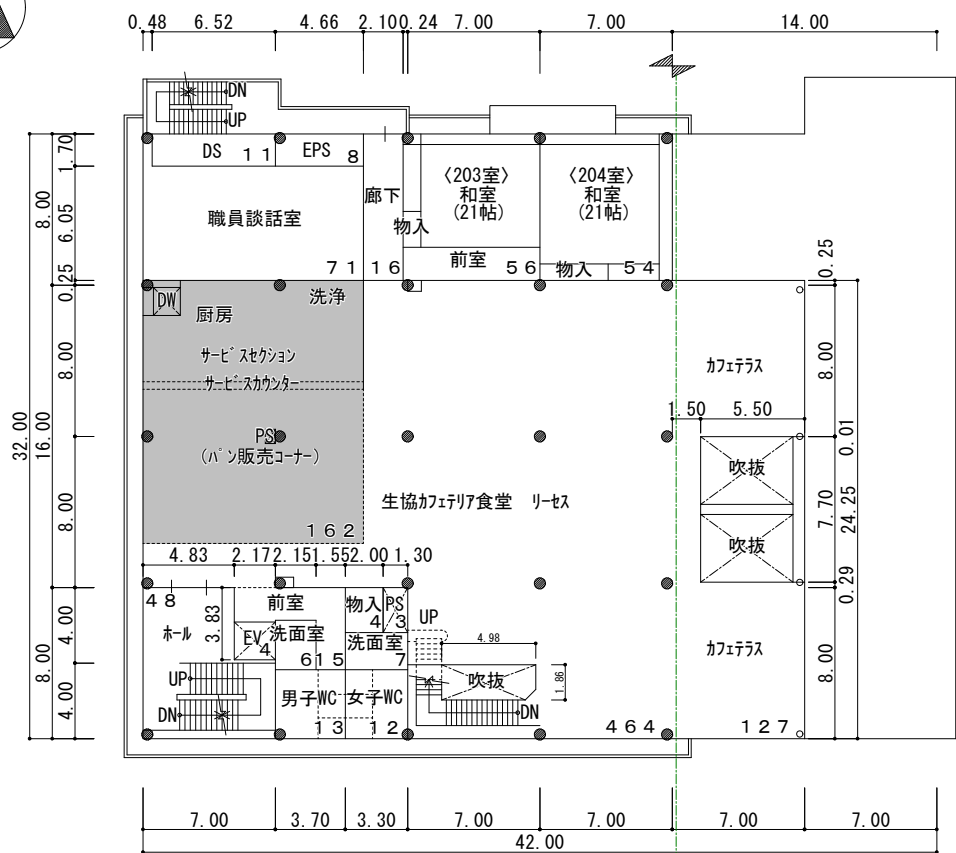 0.48 6.52 4.66 2.10 0.24 7.00 7.00 14.00
DN
UP
DS 11
EPS 8
廊下
〈203室〉
和室
(21帖)
〈204室〉
和室
(21帖)
職員談話室
物入
前室
物入
71
16
56
54
1.70
6.05
0.25
8.00
8.00
8.00
4.00
4.00
8.00
16.00
32.00
DW
厨房
洗浄
サービスセクション
サービスカウンター
PS
(パン販売コーナー)
162
カフェテラス
1.50 5.50
吹抜
吹抜
生協カフェテリア食堂 リーセス
0.25
8.00
0.01
7.70
24.25
0.29
8.00
4.83 2.17 2.15 1.55 2.00 1.30
48
前室
物入
4
PS
3
UP
ホール
3.83
EV
4
洗面室
6
15
洗面室
7
4.98
吹抜
1.86
カフェテラス
UP
DN
男子WC
13
女子WC
12
DN
464
127
7.00 3.70 3.30 7.00 7.00 7.00 7.00
42.00